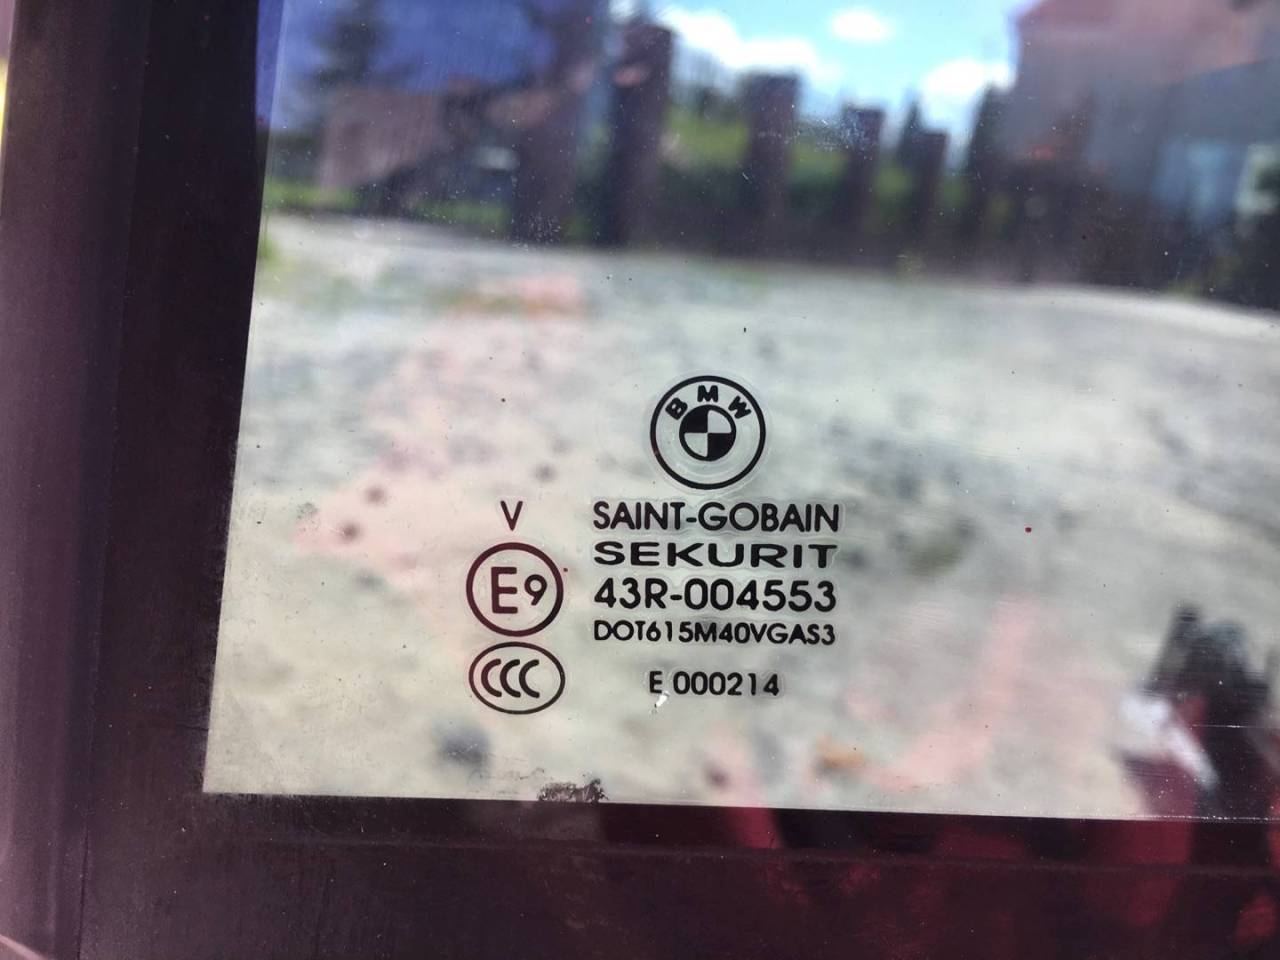 BMW
V
SAINT-GOBAIN
SEKURIT
E9
43R-004553
DOT615M40VGAS3
CCC
E 000214